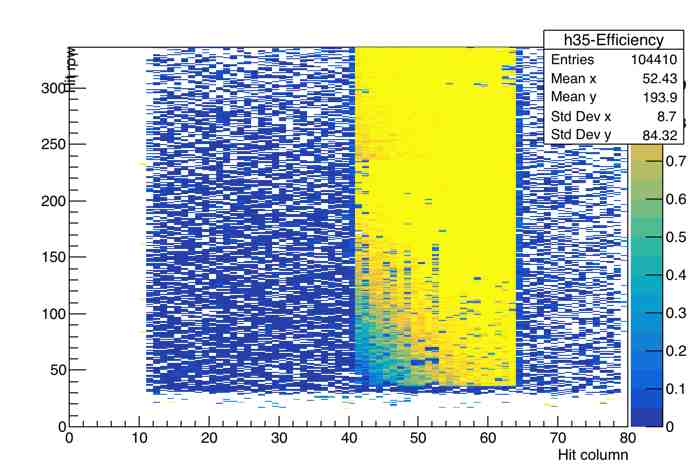 h35-Efficiency
Entries 104410
Mean x 52.43
Mean y 193.9
Std Dev x 8.7
Std Dev y 84.32
Hit row
300
250
200
150
100
50
0
0 10 20 30 40 50 60 70 80
Hit column
0.7
0.6
0.5
0.4
0.3
0.2
0.1
0